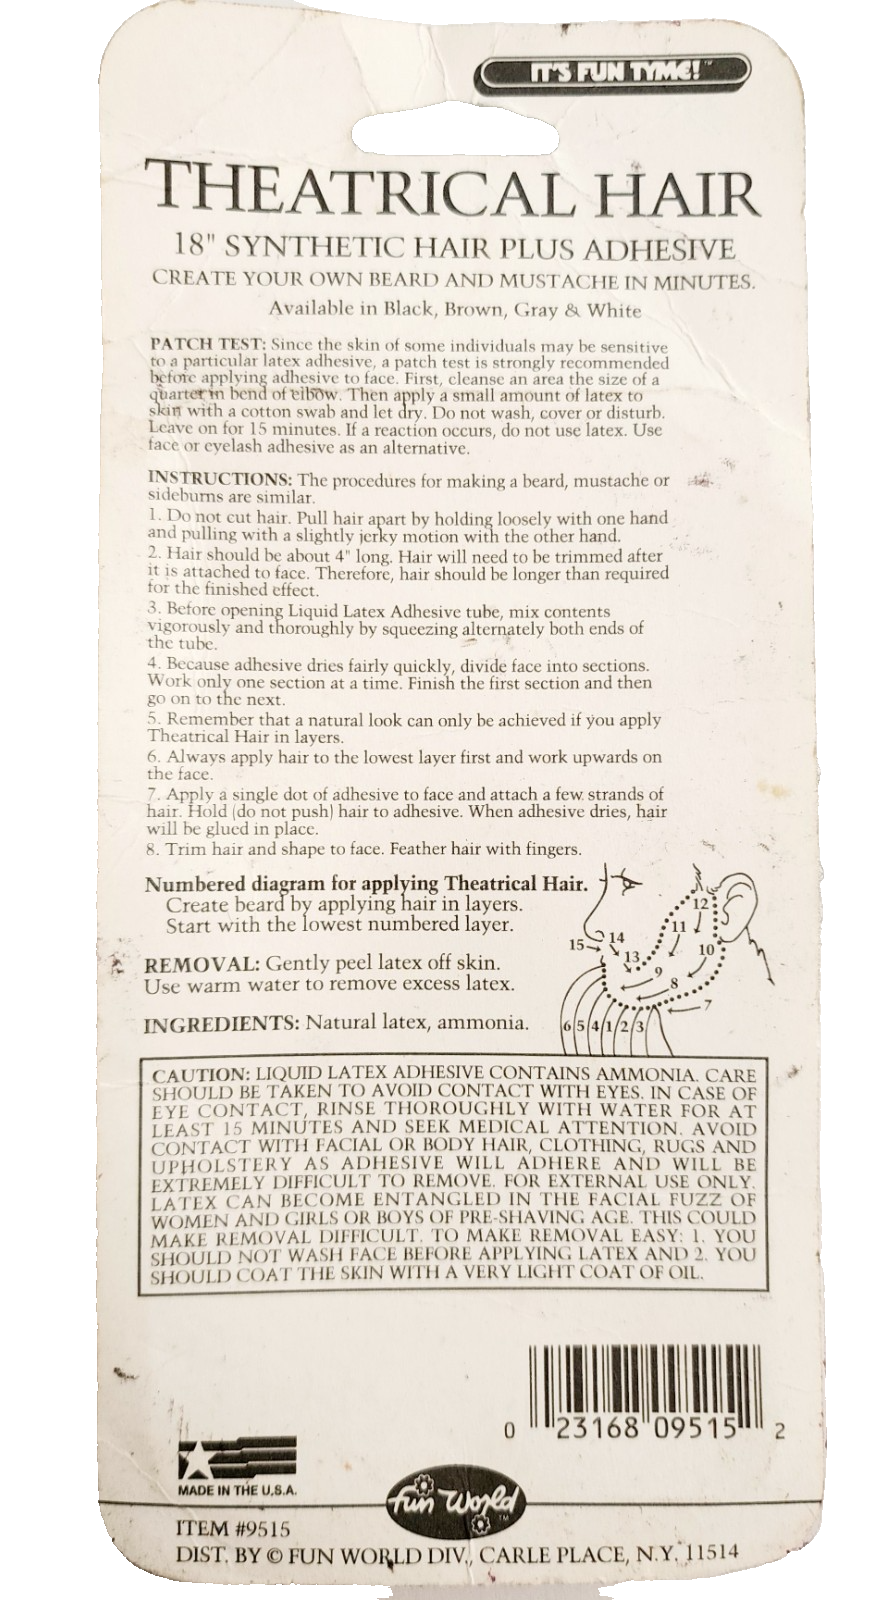 IT'S FUN TYME!™
THEATRICAL HAIR
18" SYNTHETIC HAIR PLUS ADHESIVE
CREATE YOUR OWN BEARD AND MUSTACHE IN MINUTES.
Available in Black, Brown, Gray & White
PATCH TEST: Since the skin of some individuals may be sensitive
to a particular latex adhesive, a patch test is strongly recommended
before applying adhesive to face. First, cleanse an area the size of a
quarter in bend of elbow. Then apply a small amount of latex to
skin with a cotton swab and let dry. Do not wash, cover or disturb.
Leave on for 15 minutes. If a reaction occurs, do not use latex. Use
face or eyelash adhesive as an alternative.
INSTRUCTIONS: The procedures for making a beard, mustache or
sideburns are similar.
1. Do not cut hair. Pull hair apart by holding loosely with one hand
and pulling with a slightly jerky motion with the other hand.
2. Hair should be about 4" long. Hair will need to be trimmed after
it is attached to face. Therefore, hair should be longer than required
for the finished effect.
3. Before opening Liquid Latex Adhesive tube, mix contents
vigorously and thoroughly by squeezing alternately both ends of
the tube.
4. Because adhesive dries fairly quickly, divide face into sections.
Work only one section at a time. Finish the first section and then
go on to the next.
5. Remember that a natural look can only be achieved if you apply
Theatrical Hair in layers.
6. Always apply hair to the lowest layer first and work upwards on
the face.
7. Apply a single dot of adhesive to face and attach a few strands of
hair. Hold (do not push) hair to adhesive. When adhesive dries, hair
will be glued in place.
8. Trim hair and shape to face. Feather hair with fingers.
Numbered diagram for applying Theatrical Hair.
Create beard by applying hair in layers.
Start with the lowest numbered layer.
12
11
10
15
14
13
9
8
7
6 5 4 1 2 3
REMOVAL: Gently peel latex off skin.
Use warm water to remove excess latex.
INGREDIENTS: Natural latex, ammonia.
CAUTION: LIQUID LATEX ADHESIVE CONTAINS AMMONIA. CARE
SHOULD BE TAKEN TO AVOID CONTACT WITH EYES. IN CASE OF
EYE CONTACT, RINSE THOROUGHLY WITH WATER FOR AT
LEAST 15 MINUTES AND SEEK MEDICAL ATTENTION. AVOID
CONTACT WITH FACIAL OR BODY HAIR, CLOTHING, RUGS AND
UPHOLSTERY AS ADHESIVE WILL ADHERE AND WILL BE
EXTREMELY DIFFICULT TO REMOVE. FOR EXTERNAL USE ONLY.
LATEX CAN BECOME ENTANGLED IN THE FACIAL FUZZ OF
WOMEN AND GIRLS OR BOYS OF PRE-SHAVING AGE. THIS COULD
MAKE REMOVAL DIFFICULT. TO MAKE REMOVAL EASY: 1. YOU
SHOULD NOT WASH FACE BEFORE APPLYING LATEX AND 2. YOU
SHOULD COAT THE SKIN WITH A VERY LIGHT COAT OF OIL.
0 23168 09515 2
MADE IN THE U.S.A.
fun World™
ITEM #9515
DIST. BY © FUN WORLD DIV., CARLE PLACE, N.Y. 11514